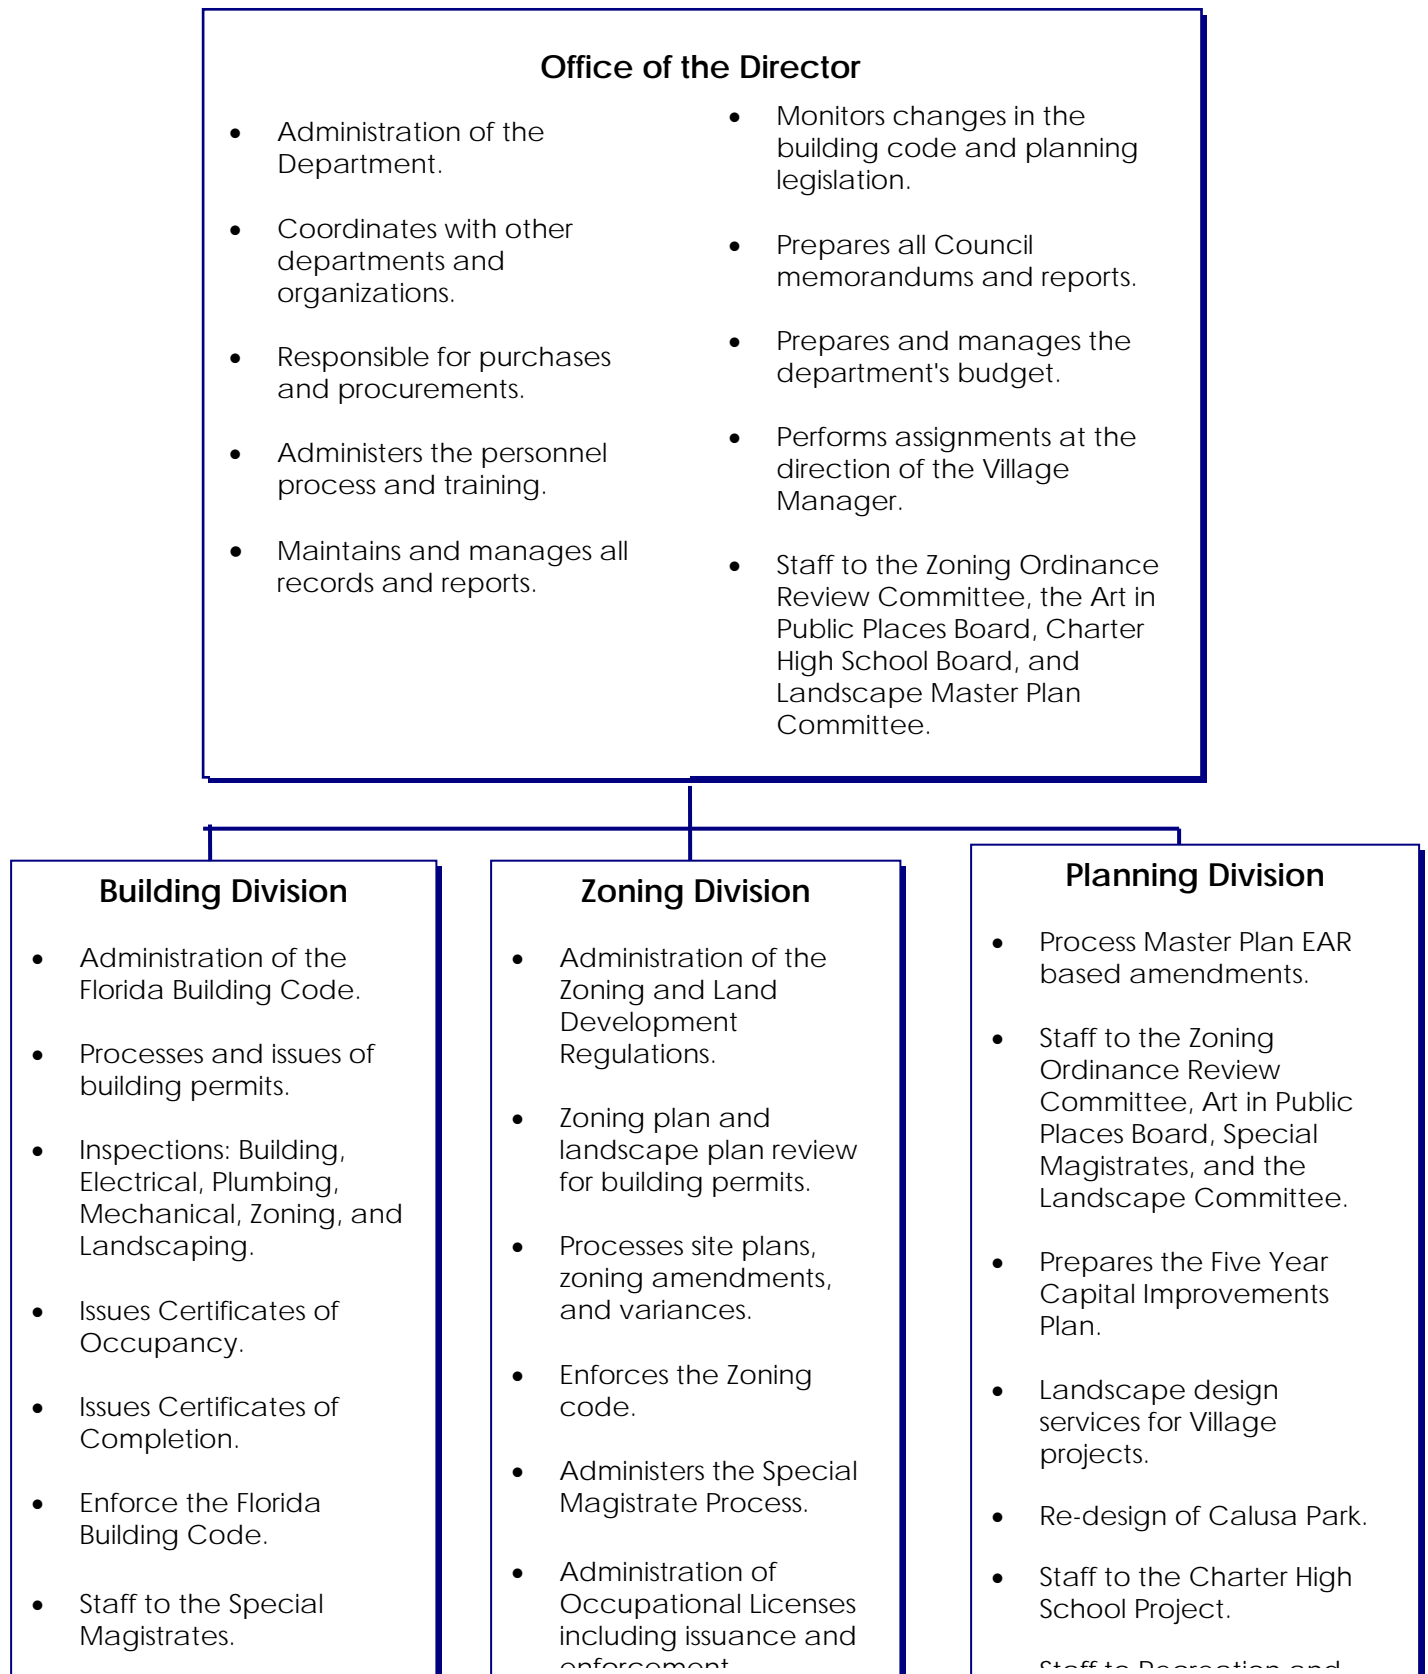 Office of the Director
• Administration of the
Department.
• Coordinates with other
departments and
organizations.
• Responsible for purchases
and procurements.
• Administers the personnel
process and training.
• Maintains and manages all
records and reports.
• Monitors changes in the
building code and planning
legislation.
• Prepares all Council
memorandums and reports.
• Prepares and manages the
department's budget.
• Performs assignments at the
direction of the Village
Manager.
• Staff to the Zoning Ordinance
Review Committee, the Art in
Public Places Board, Charter
High School Board, and
Landscape Master Plan
Committee.
Building Division
• Administration of the
Florida Building Code.
• Processes and issues of
building permits.
• Inspections: Building,
Electrical, Plumbing,
Mechanical, Zoning, and
Landscaping.
• Issues Certificates of
Occupancy.
• Issues Certificates of
Completion.
• Enforce the Florida
Building Code.
• Staff to the Special
Magistrates.
Zoning Division
• Administration of the
Zoning and Land
Development
Regulations.
• Zoning plan and
landscape plan review
for building permits.
• Processes site plans,
zoning amendments,
and variances.
• Enforces the Zoning
code.
• Administers the Special
Magistrate Process.
• Administration of
Occupational Licenses
including issuance and
enforcement
Planning Division
• Process Master Plan EAR
based amendments.
• Staff to the Zoning
Ordinance Review
Committee, Art in Public
Places Board, Special
Magistrates, and the
Landscape Committee.
• Prepares the Five Year
Capital Improvements
Plan.
• Landscape design
services for Village
projects.
• Re-design of Calusa Park.
• Staff to the Charter High
School Project.
Staff to Recreation and